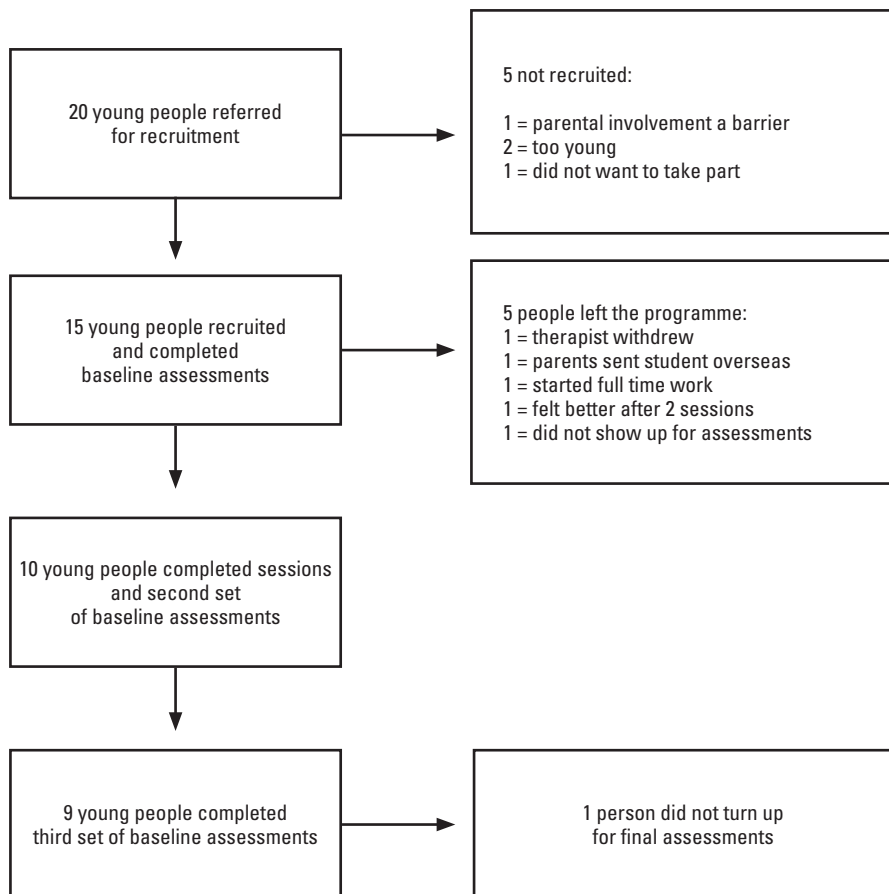 20 young people referred
for recruitment
5 not recruited:
1 = parental involvement a barrier
2 = too young
1 = did not want to take part
15 young people recruited
and completed
baseline assessments
5 people left the programme:
1 = therapist withdrew
1 = parents sent student overseas
1 = started full time work
1 = felt better after 2 sessions
1 = did not show up for assessments
10 young people completed sessions
and second set
of baseline assessments
9 young people completed
third set of baseline assessments
1 person did not turn up
for final assessments